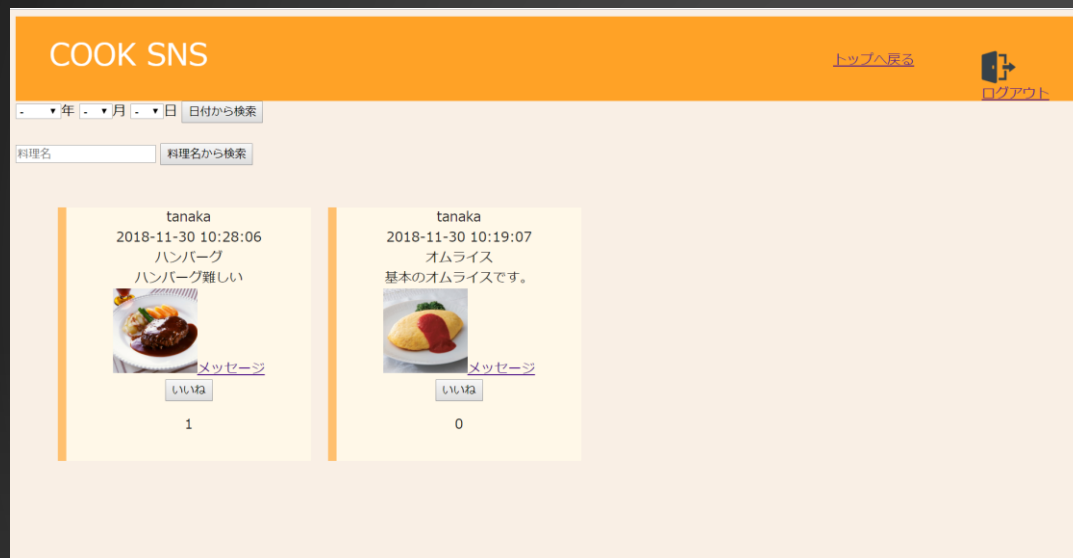 COOK SNS
トップへ戻る
ログアウト
- 年 - 月 - 日 日付から検索
料理名 料理名から検索
tanaka
2018-11-30 10:28:06
ハンバーグ
ハンバーグ難しい
メッセージ
いいね
1
tanaka
2018-11-30 10:19:07
オムライス
基本のオムライスです。
メッセージ
いいね
0